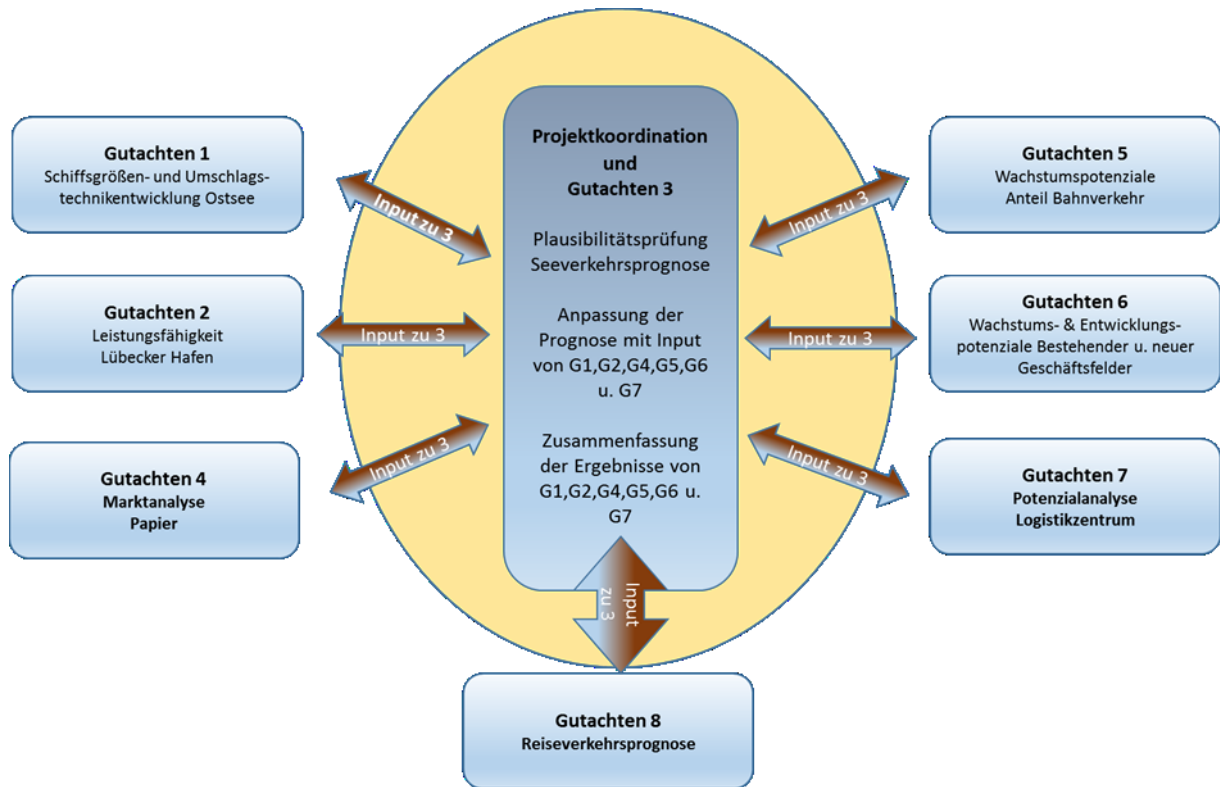 Gutachten 1
Schiffsgrößen- und Umschlags-
technikentwicklung Ostsee
Input zu 3
Gutachten 2
Leistungsfähigkeit
Lübecker Hafen
Input zu 3
Gutachten 4
Marktanalyse
Papier
Input zu 3
Projektkoordination
und
Gutachten 3
Plausibilitätsprüfung
Seeverkehrsprognose
Anpassung der
Prognose mit Input
von G1,G2,G4,G5,G6
u. G7
Zusammenfassung
der Ergebnisse von
G1,G2,G4,G5,G6 u.
G7
Input
zu 3
Gutachten 5
Wachstumspotenziale
Anteil Bahnverkehr
Input zu 3
Gutachten 6
Wachstums- & Entwicklungs-
potenziale Bestehender u. neuer
Geschäftsfelder
Input zu 3
Gutachten 7
Potenzialanalyse
Logistikzentrum
Input zu 3
Gutachten 8
Reiseverkehrsprognose